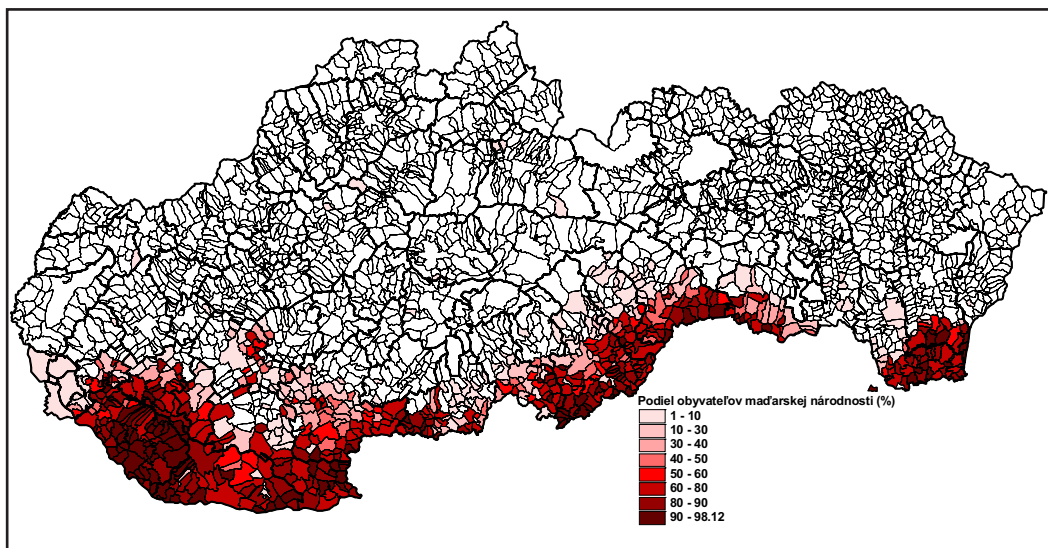 Podiel obyvateľov maďarskej národnosti (%)
1 - 10
10 - 30
30 - 40
40 - 50
50 - 60
60 - 80
80 - 90
90 - 98.12